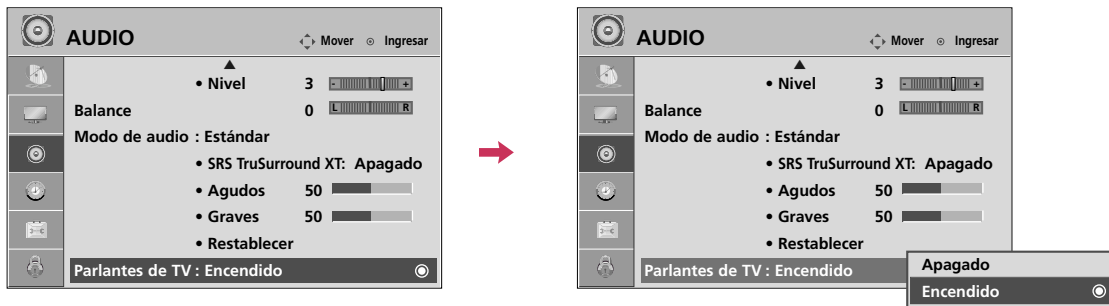 AUDIO
Mover Ingresar
• Nivel 3 - +
Balance 0 L R
Modo de audio : Estándar
• SRS TruSurround XT: Apagado
• Agudos 50
• Graves 50
• Restablecer
Parlantes de TV : Encendido
AUDIO
Mover Ingresar
• Nivel 3 - +
Balance 0 L R
Modo de audio : Estándar
• SRS TruSurround XT: Apagado
• Agudos 50
• Graves 50
• Restablecer
Parlantes de TV : Encendido
Apagado
Encendido